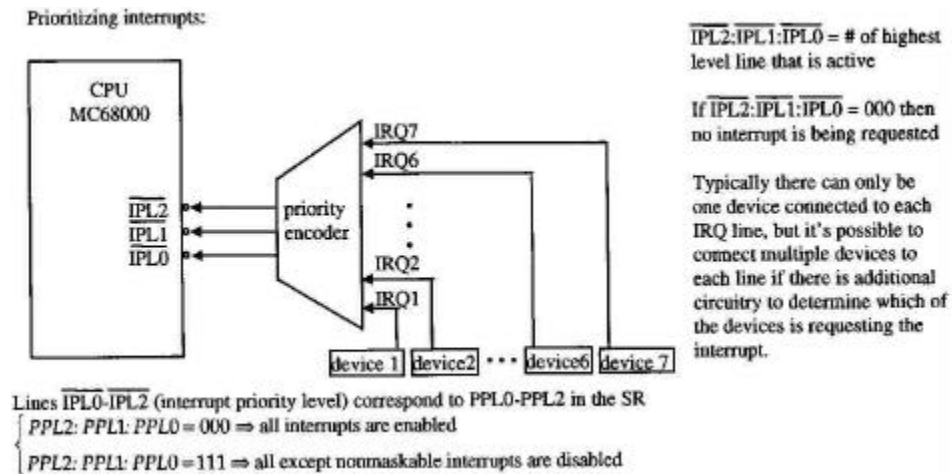 Prioritizing interrupts:
CPU
MC68000
IPL2
IPL1
IPL0
priority
encoder
IRQ7
IRQ6
IRQ2
IRQ1
device 1
device2
device6
device 7
IPL2:IPL1:IPL0 = # of highest
level line that is active
If IPL2:IPL1:IPL0 = 000 then
no interrupt is being requested
Typically there can only be
one device connected to each
IRQ line, but it's possible to
connect multiple devices to
each line if there is additional
circuitry to determine which of
the devices is requesting the
interrupt.
Lines IPL0-IPL2 (interrupt priority level) correspond to PPL0-PPL2 in the SR
PPL2: PPL1: PPL0 = 000 ⇒ all interrupts are enabled
PPL2: PPL1: PPL0 =111 ⇒ all except nonmaskable interrupts are disabled